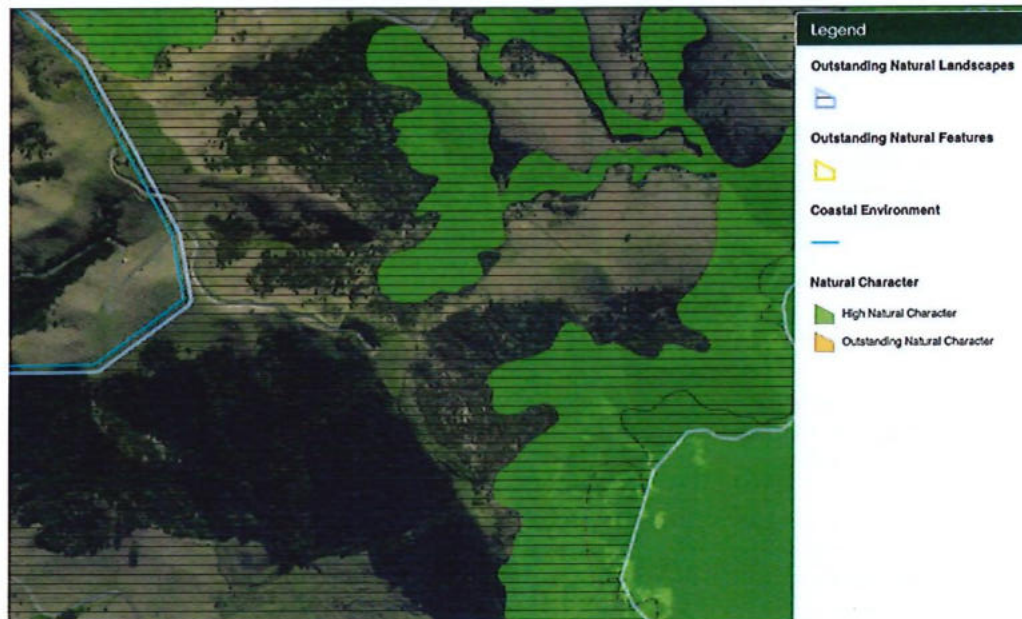 Legend
Outstanding Natural Landscapes
Outstanding Natural Features
Coastal Environment
Natural Character
High Natural Character
Outstanding Natural Character